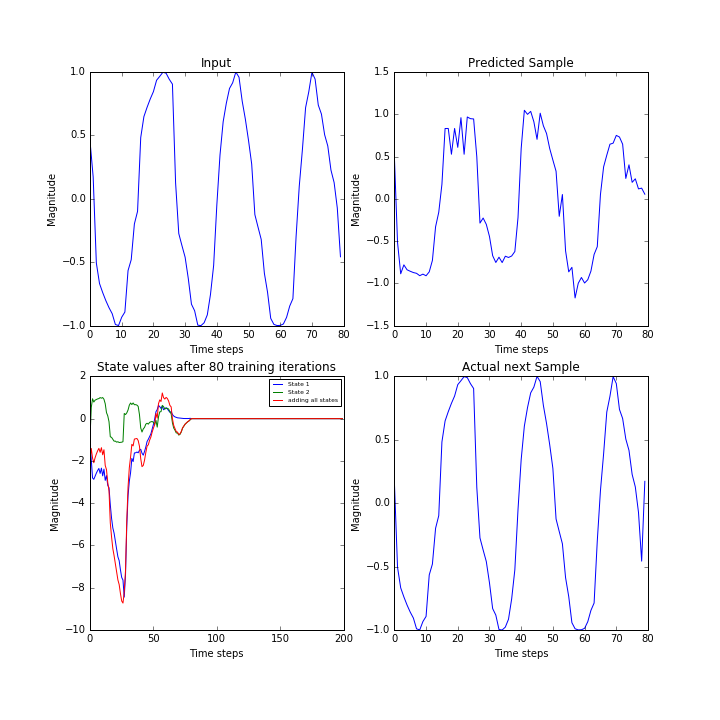 Input
1.0
0.5
0.0
−0.5
−1.0
Magnitude
0 10 20 30 40 50 60 70 80
Time steps
Predicted Sample
1.5
1.0
0.5
0.0
−0.5
−1.0
−1.5
Magnitude
0 10 20 30 40 50 60 70 80
Time steps
State values after 80 training iterations
2
0
−2
−4
−6
−8
−10
Magnitude
State 1
State 2
adding all states
0 50 100 150 200
Time steps
Actual next Sample
1.0
0.5
0.0
−0.5
−1.0
Magnitude
0 10 20 30 40 50 60 70 80
Time steps